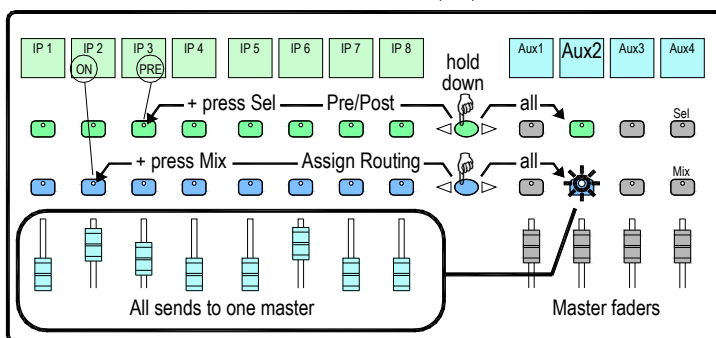 IP 1 IP 2 IP 3 IP 4 IP 5 IP 6 IP 7 IP 8 Aux1 Aux2 Aux3 Aux4
ON PRE
hold
down
+ press Sel Pre/Post all
Sel
+ press Mix Assign Routing all
Mix
All sends to one master Master faders